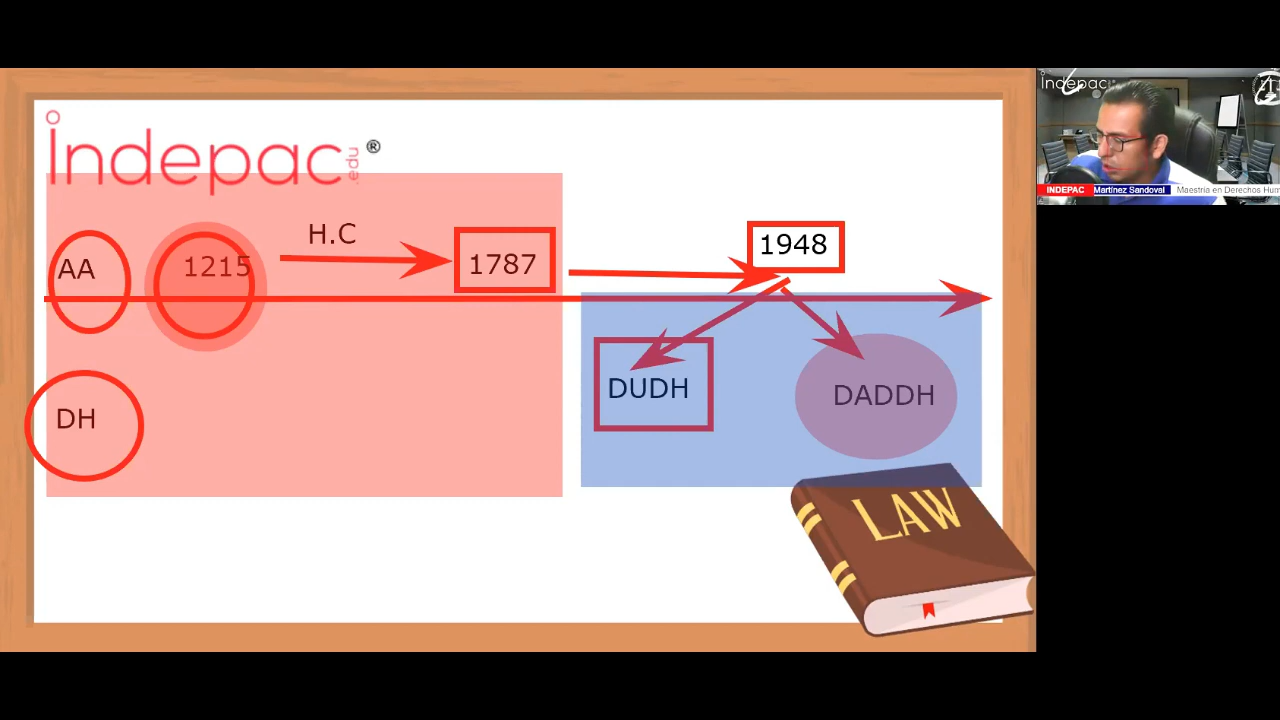 indepac.edu ®
AA
1215
H.C
1787
1948
DH
DUDH
DADDH
LAW
indepac
INDEPAC Martínez Sandoval Maestría en Derechos Hum